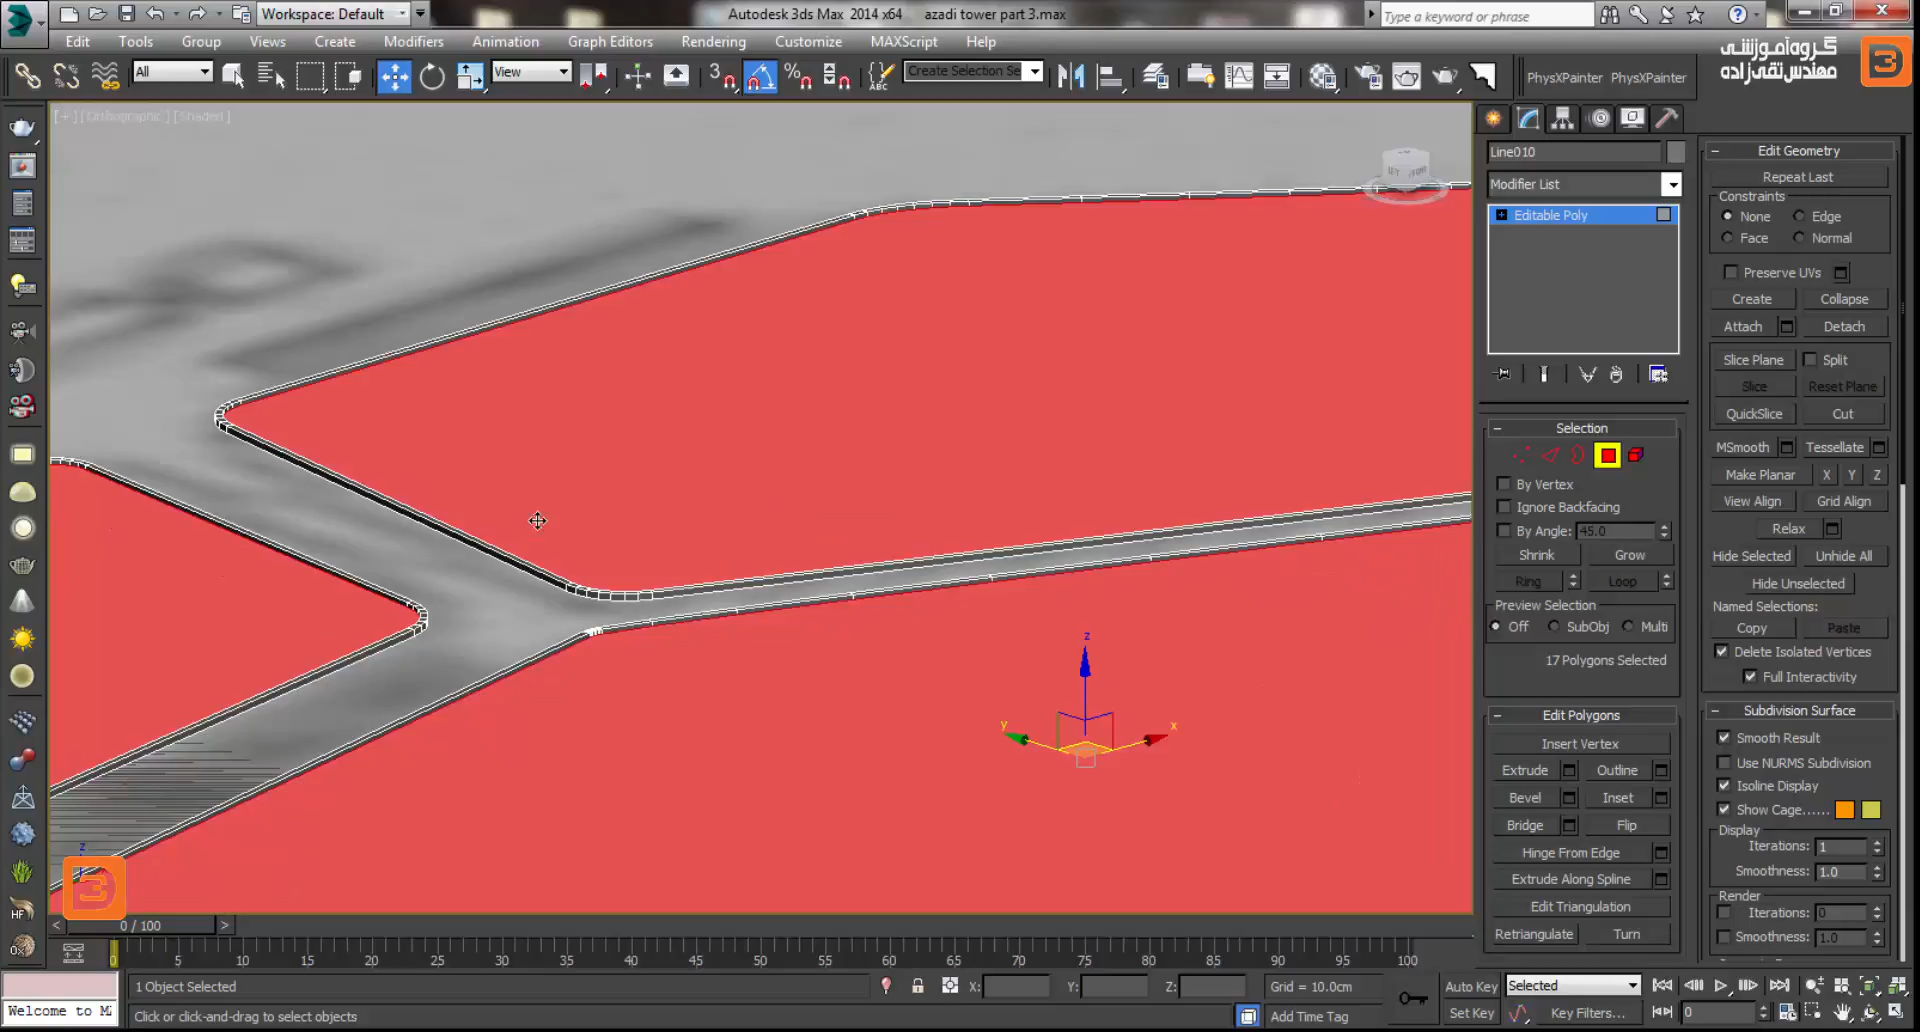 Workspace: Default
Autodesk 3ds Max 2014 x64 azadi tower part 3.max
Type a keyword or phrase
Edit Tools Group Views Create Modifiers Animation Graph Editors Rendering Customize MAXScript Help
گروه آموزشی
مهندس تقی زاده
All View Create Selection Se PhysXPainter PhysXPainter
[+] [Orthographic] [Shaded]
Line010
Modifier List
Editable Poly
Selection
By Vertex
Ignore Backfacing
By Angle: 45.0
Shrink Grow
Ring Loop
Preview Selection
Off SubObj Multi
17 Polygons Selected
Edit Polygons
Insert Vertex
Extrude Outline
Bevel Inset
Bridge Flip
Hinge From Edge
Extrude Along Spline
Edit Triangulation
Retriangulate Turn
Edit Geometry
Repeat Last
Constraints
None Edge
Face Normal
Preserve UVs
Create Collapse
Attach Detach
Slice Plane Split
Slice Reset Plane
QuickSlice Cut
MSmooth Tessellate
Make Planar X Y Z
View Align Grid Align
Relax
Hide Selected Unhide All
Hide Unselected
Named Selections:
Copy Paste
Delete Isolated Vertices
Full Interactivity
Subdivision Surface
Smooth Result
Use NURMS Subdivision
Isoline Display
Show Cage......
Display
Iterations: 1
Smoothness: 1.0
Render
Iterations: 0
Smoothness: 1.0
z
y
x
z
HF
0 / 100
0 5 10 15 20 25 30 35 40 45 50 55 60 65 70 75 80 85 90 95 100
1 Object Selected X: Y: Z: Grid = 10.0cm Auto Key Selected
Welcome to M
Click or click-and-drag to select objects Add Time Tag Set Key Key Filters... 0